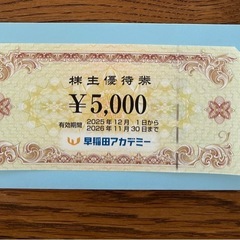 株主優待券
￥5,000
有効期間 2025年12月 1日から
2026年11月30日まで
早稲田アカデミー